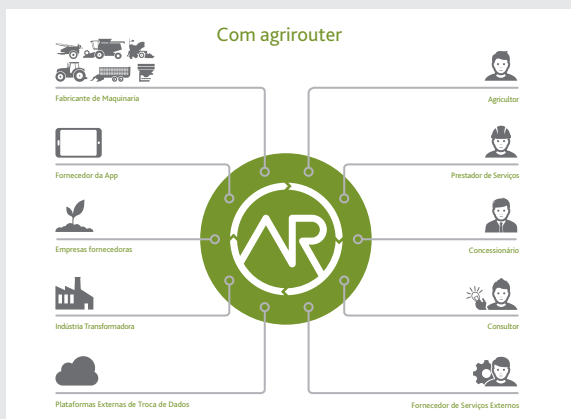 Com agrirouter
Fabricante de Maquinaria
Agricultor
Fornecedor da App
Prestador de Serviços
Empresas fornecedoras
Concessionário
AR
Indústria Transformadora
Consultor
Plataformas Externas de Troca de Dados
Fornecedor de Serviços Externos